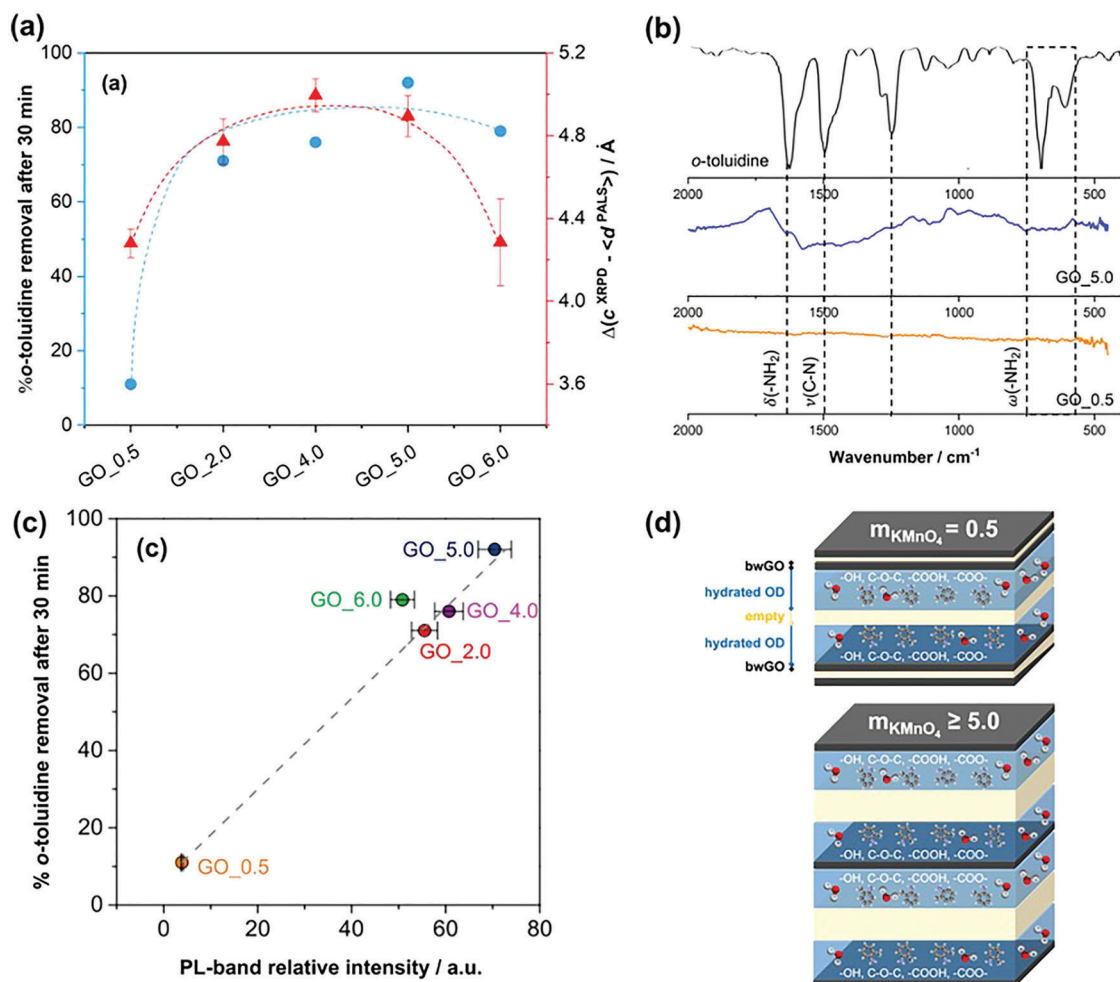 (a)
(a)
%o-toluidine removal after 30 min
100
80
60
40
20
0
5.2
4.8
4.4
4.0
3.6
Δ(c XRPD - <d PALS>) / Å
GO_0.5
GO_2.0
GO_4.0
GO_5.0
GO_6.0
(b)
o-toluidine
2000 1500 1000 500
GO_5.0
2000 1500 1000 500
δ(-NH2)
ν(C-N)
ω(-NH2)
GO_0.5
2000 1500 1000 500
Wavenumber / cm-1
(c)
(c)
% o-toluidine removal after 30 min
100
80
60
40
20
0
GO_5.0
GO_6.0
GO_4.0
GO_2.0
GO_0.5
0 20 40 60 80
PL-band relative intensity / a.u.
(d)
mKMnO4 = 0.5
bwGO
hydrated OD
empty
hydrated OD
bwGO
-OH, C-O-C, -COOH, -COO-
-OH, C-O-C, -COOH, -COO-
mKMnO4 ≥ 5.0
-OH, C-O-C, -COOH, -COO-
-OH, C-O-C, -COOH, -COO-
-OH, C-O-C, -COOH, -COO-
-OH, C-O-C, -COOH, -COO-